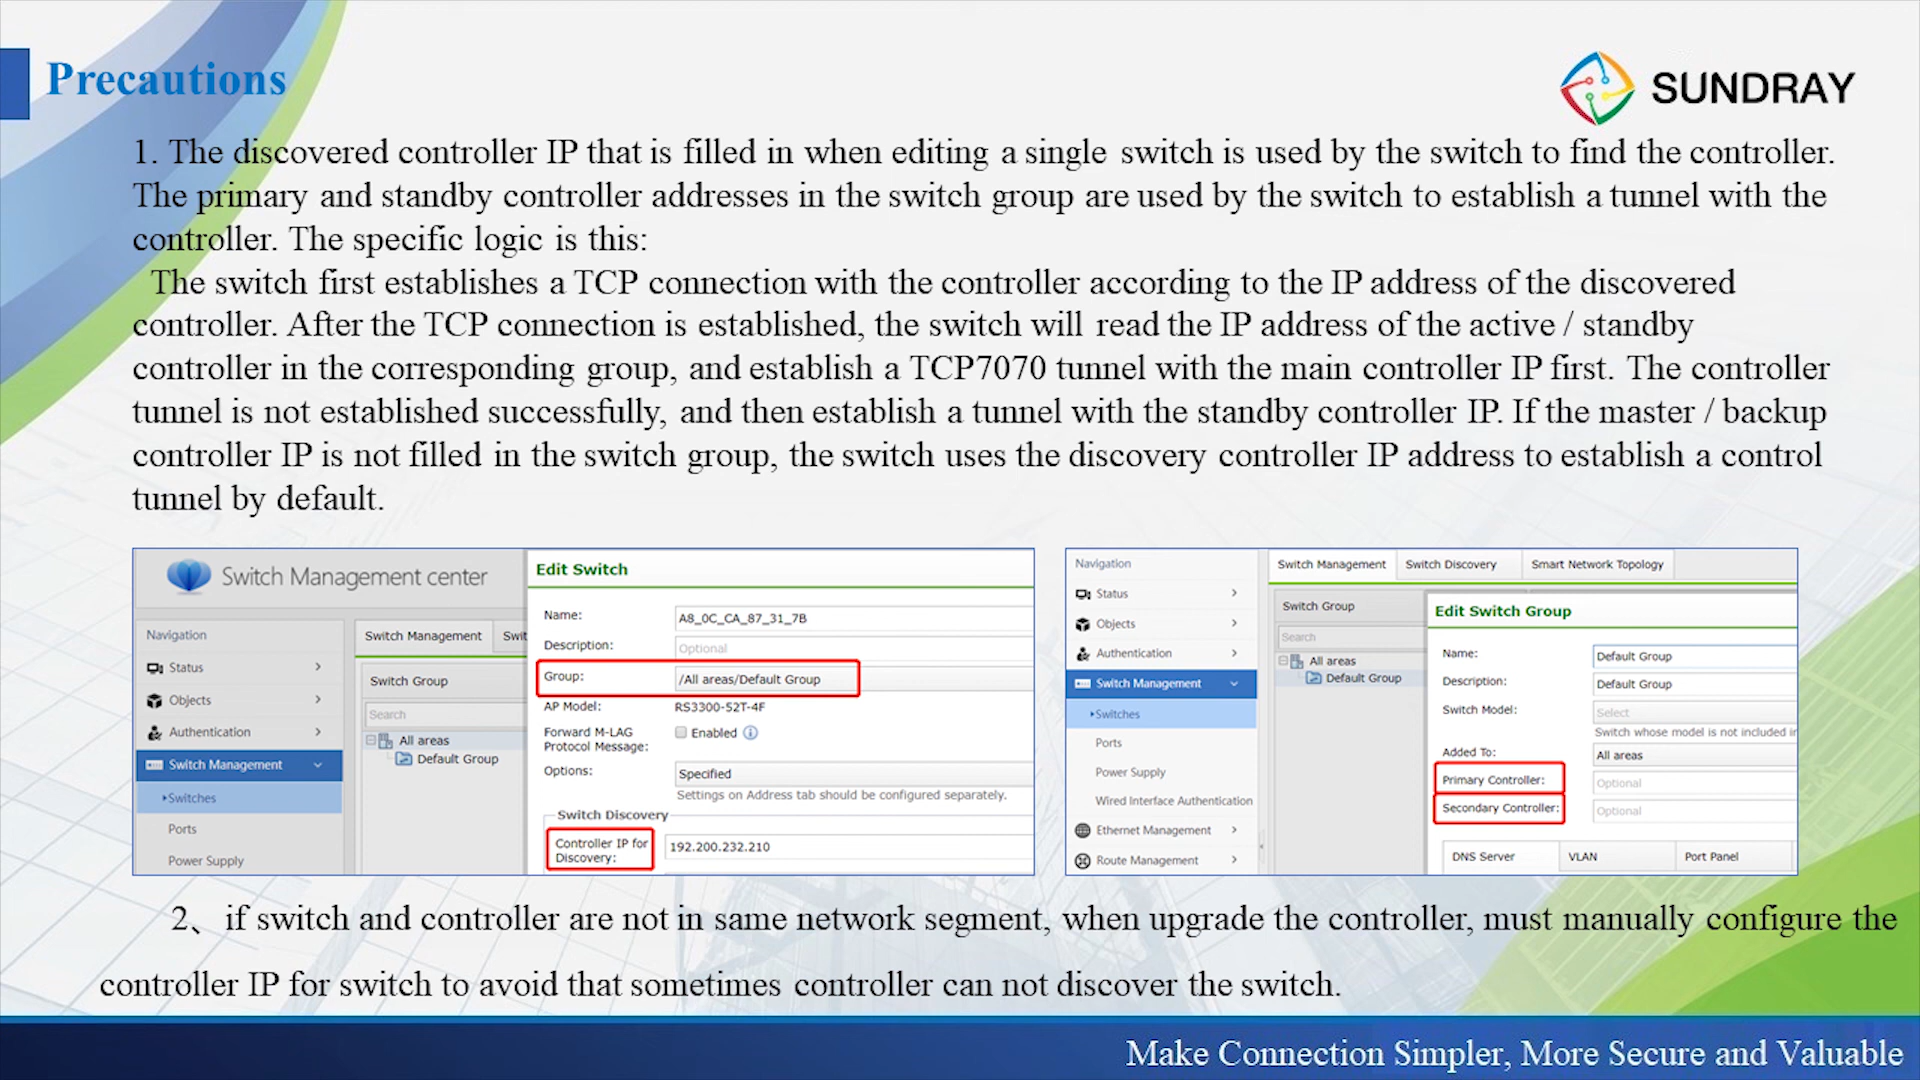 Precautions
SUNDRAY
1. The discovered controller IP that is filled in when editing a single switch is used by the switch to find the controller.
The primary and standby controller addresses in the switch group are used by the switch to establish a tunnel with the
controller. The specific logic is this:
The switch first establishes a TCP connection with the controller according to the IP address of the discovered
controller. After the TCP connection is established, the switch will read the IP address of the active / standby
controller in the corresponding group, and establish a TCP7070 tunnel with the main controller IP first. The controller
tunnel is not established successfully, and then establish a tunnel with the standby controller IP. If the master / backup
controller IP is not filled in the switch group, the switch uses the discovery controller IP address to establish a control
tunnel by default.
Switch Management center
Navigation
Status
Objects
Authentication
Switch Management
Switches
Ports
Power Supply
Switch Management
Swit
Switch Group
Search
All areas
Default Group
Edit Switch
Name: A8_0C_CA_87_31_7B
Description: Optional
Group: /All areas/Default Group
AP Model: RS3300-52T-4F
Forward M-LAG
Protocol Message:
Enabled
Options: Specified
Settings on Address tab should be configured separately.
Switch Discovery
Controller IP for
Discovery:
192.200.232.210
Navigation
Status
Objects
Authentication
Switch Management
Switches
Ports
Power Supply
Wired Interface Authentication
Ethernet Management
Route Management
Switch Management
Switch Discovery
Smart Network Topology
Switch Group
Search
All areas
Default Group
Edit Switch Group
Name: Default Group
Description: Default Group
Switch Model: Select
Switch whose model is not included in
Added To: All areas
Primary Controller: Optional
Secondary Controller: Optional
DNS Server
VLAN
Port Panel
2、if switch and controller are not in same network segment, when upgrade the controller, must manually configure the
controller IP for switch to avoid that sometimes controller can not discover the switch.
Make Connection Simpler, More Secure and Valuable